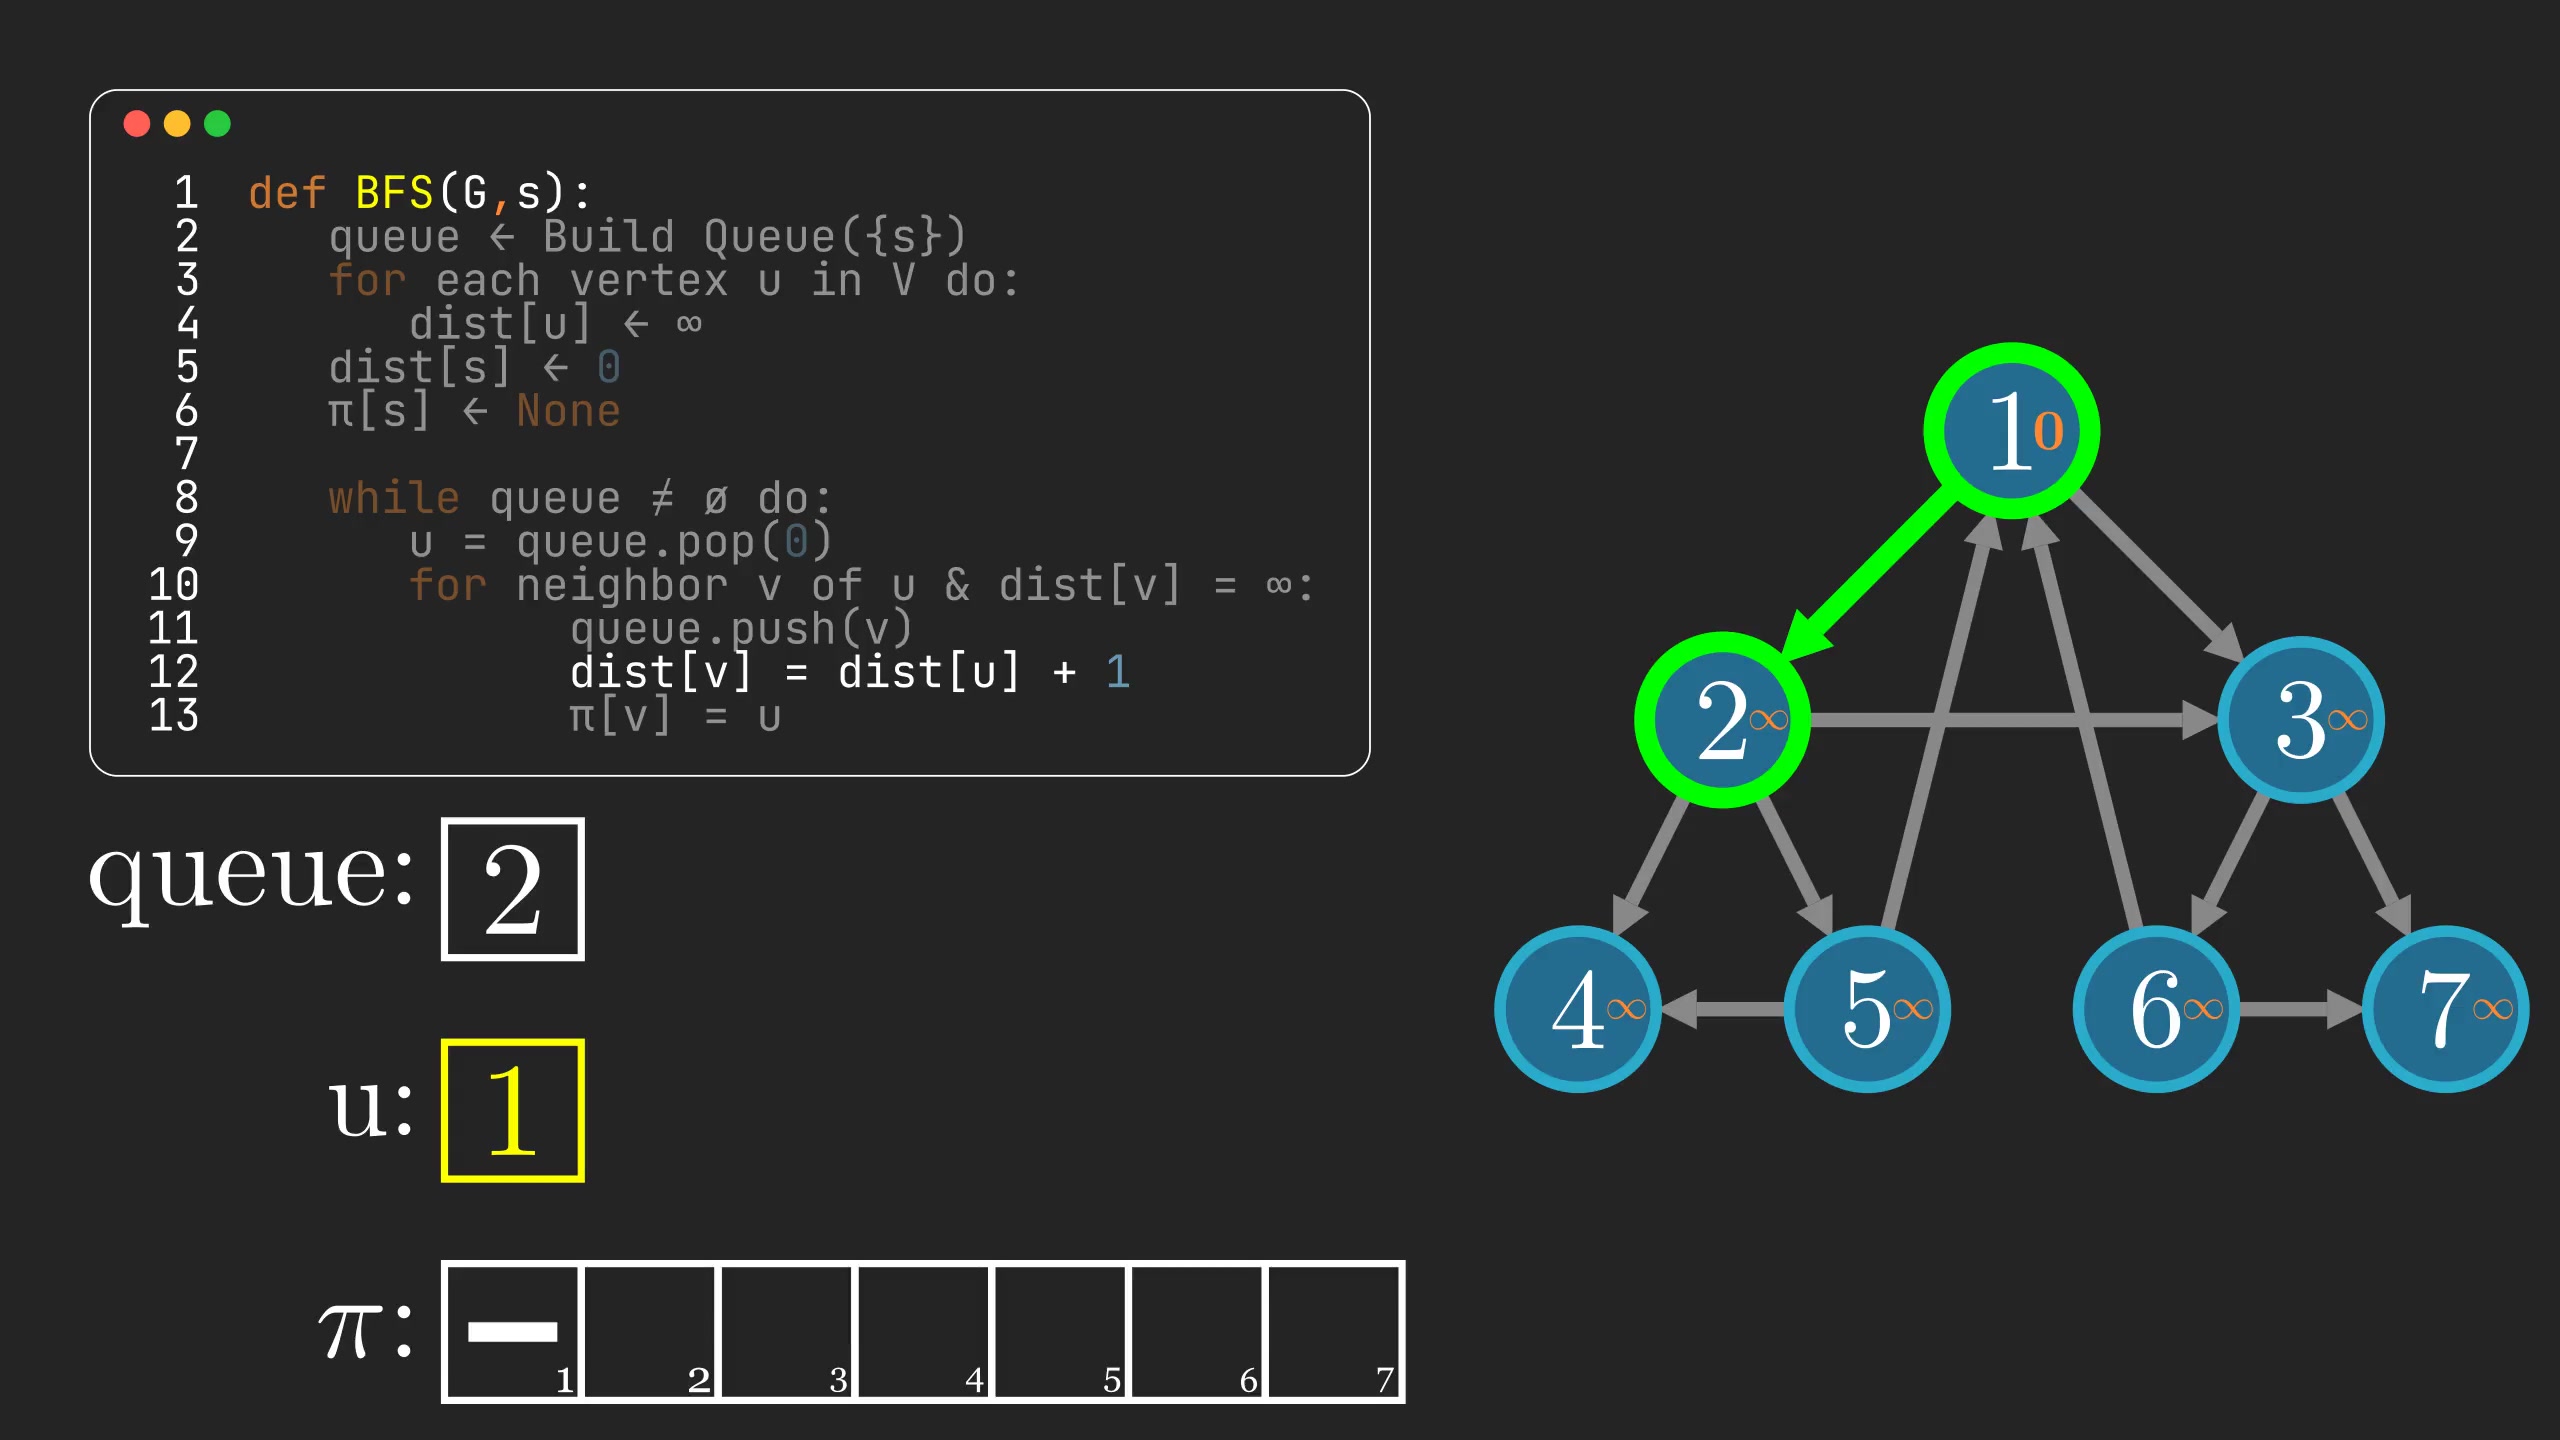 1 def BFS(G,s):
2 queue ← Build Queue({s})
3 for each vertex u in V do:
4 dist[u] ← ∞
5 dist[s] ← 0
6 π[s] ← None
7
8 while queue ≠ ø do:
9 u = queue.pop(0)
10 for neighbor v of u & dist[v] = ∞:
11 queue.push(v)
12 dist[v] = dist[u] + 1
13 π[v] = u
queue: 2
u: 1
π: —
1 2 3 4 5 6 7
1 0
2 ∞ 3 ∞
4 ∞ 5 ∞ 6 ∞ 7 ∞